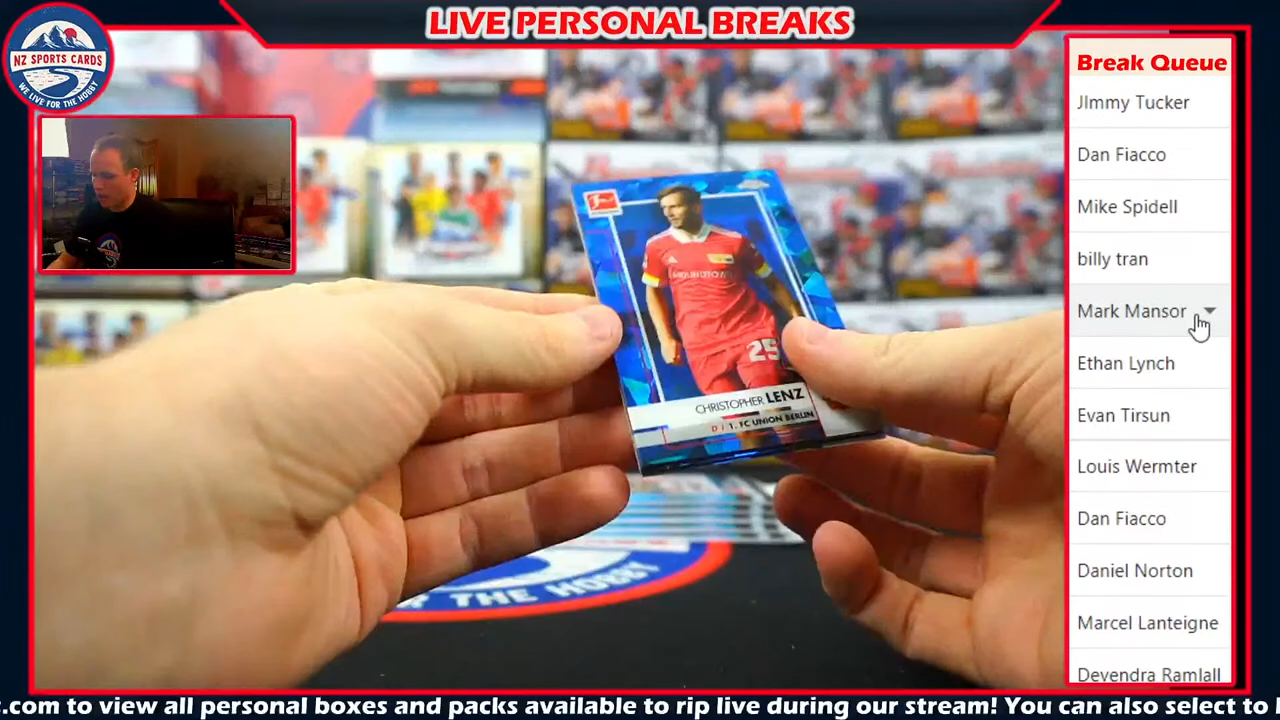 LIVE PERSONAL BREAKS
NZ SPORTS CARDS
WE LIVE FOR THE HOBBY
Break Queue
JImmy Tucker
Dan Fiacco
Mike Spidell
billy tran
Mark Mansor
Ethan Lynch
Evan Tirsun
Louis Wermter
Dan Fiacco
Daniel Norton
Marcel Lanteigne
Devendra Ramlall
25
CHRISTOPHER LENZ
D / 1. FC UNION BERLIN
THE HOBBY
.com to view all personal boxes and packs available to rip live during our stream! You can also select to